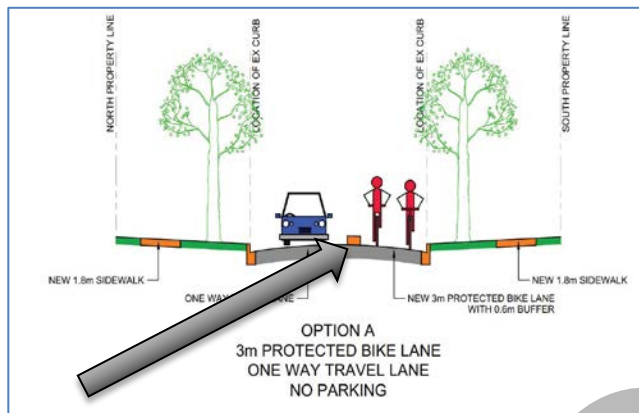 NORTH PROPERTY LINE
LOCATION OF EX CURB
LOCATION OF EX CURB
SOUTH PROPERTY LINE
NEW 1.8m SIDEWALK
ONE WAY
NEW 3m PROTECTED BIKE LANE
WITH 0.6m BUFFER
NEW 1.8m SIDEWALK
OPTION A
3m PROTECTED BIKE LANE
ONE WAY TRAVEL LANE
NO PARKING